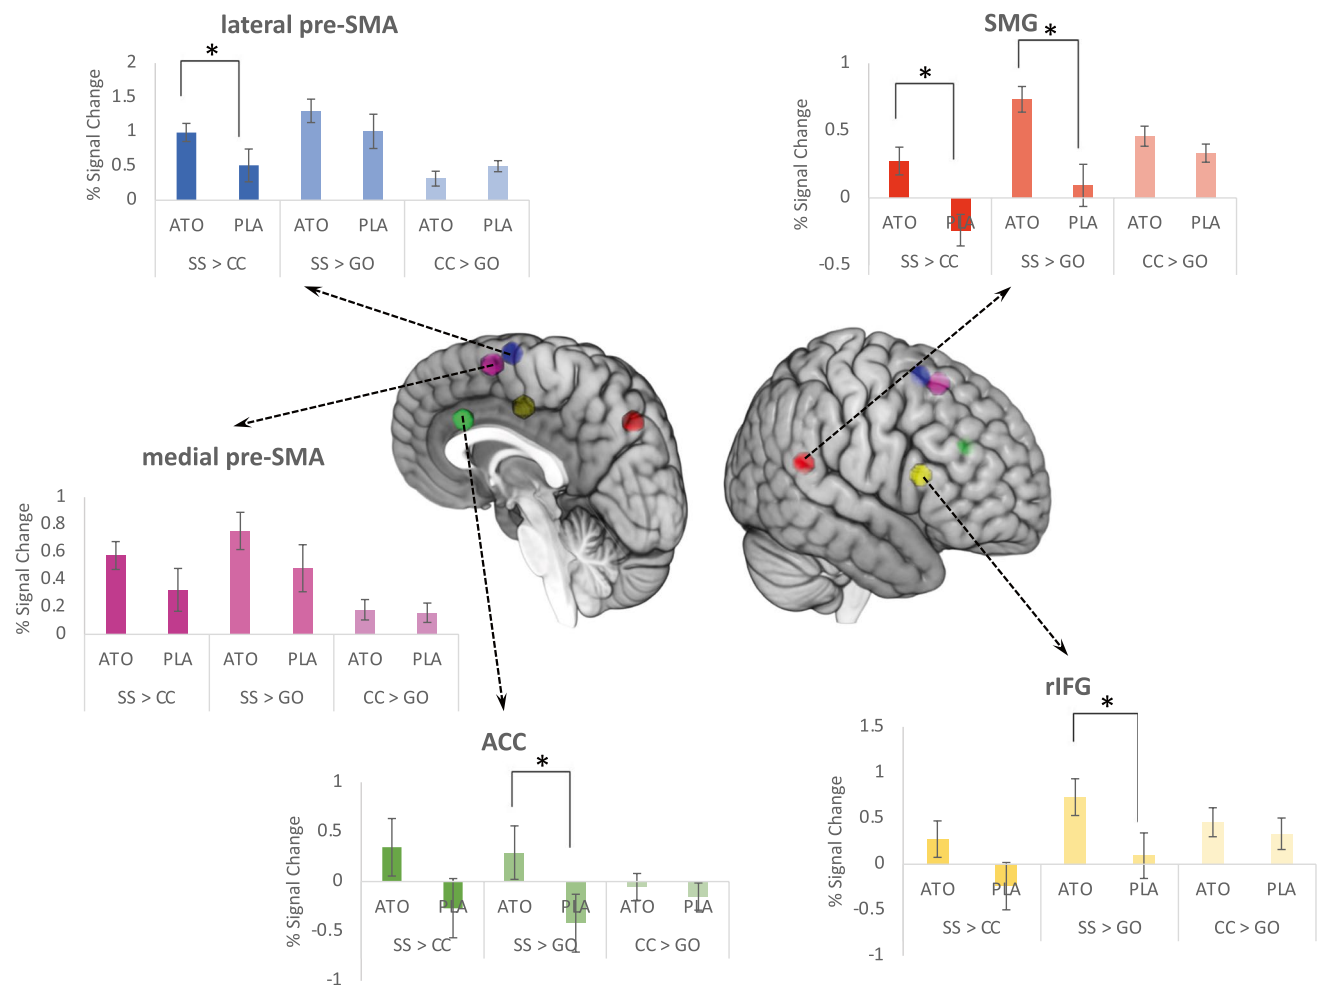 lateral pre-SMA
*
2
1.5
1
0.5
0
% Signal Change
ATO PLA ATO PLA ATO PLA
SS > CC SS > GO CC > GO
SMG
*
*
1
0.5
0
-0.5
% Signal Change
ATO PLA ATO PLA ATO PLA
SS > CC SS > GO CC > GO
medial pre-SMA
1
0.8
0.6
0.4
0.2
0
% Signal Change
ATO PLA ATO PLA ATO PLA
SS > CC SS > GO CC > GO
ACC
*
1
0.5
0
-0.5
-1
% Signal Change
ATO PLA ATO PLA ATO PLA
SS > CC SS > GO CC > GO
rIFG
*
1.5
1
0.5
0
-0.5
-1
% Signal Change
ATO PLA ATO PLA ATO PLA
SS > CC SS > GO CC > GO